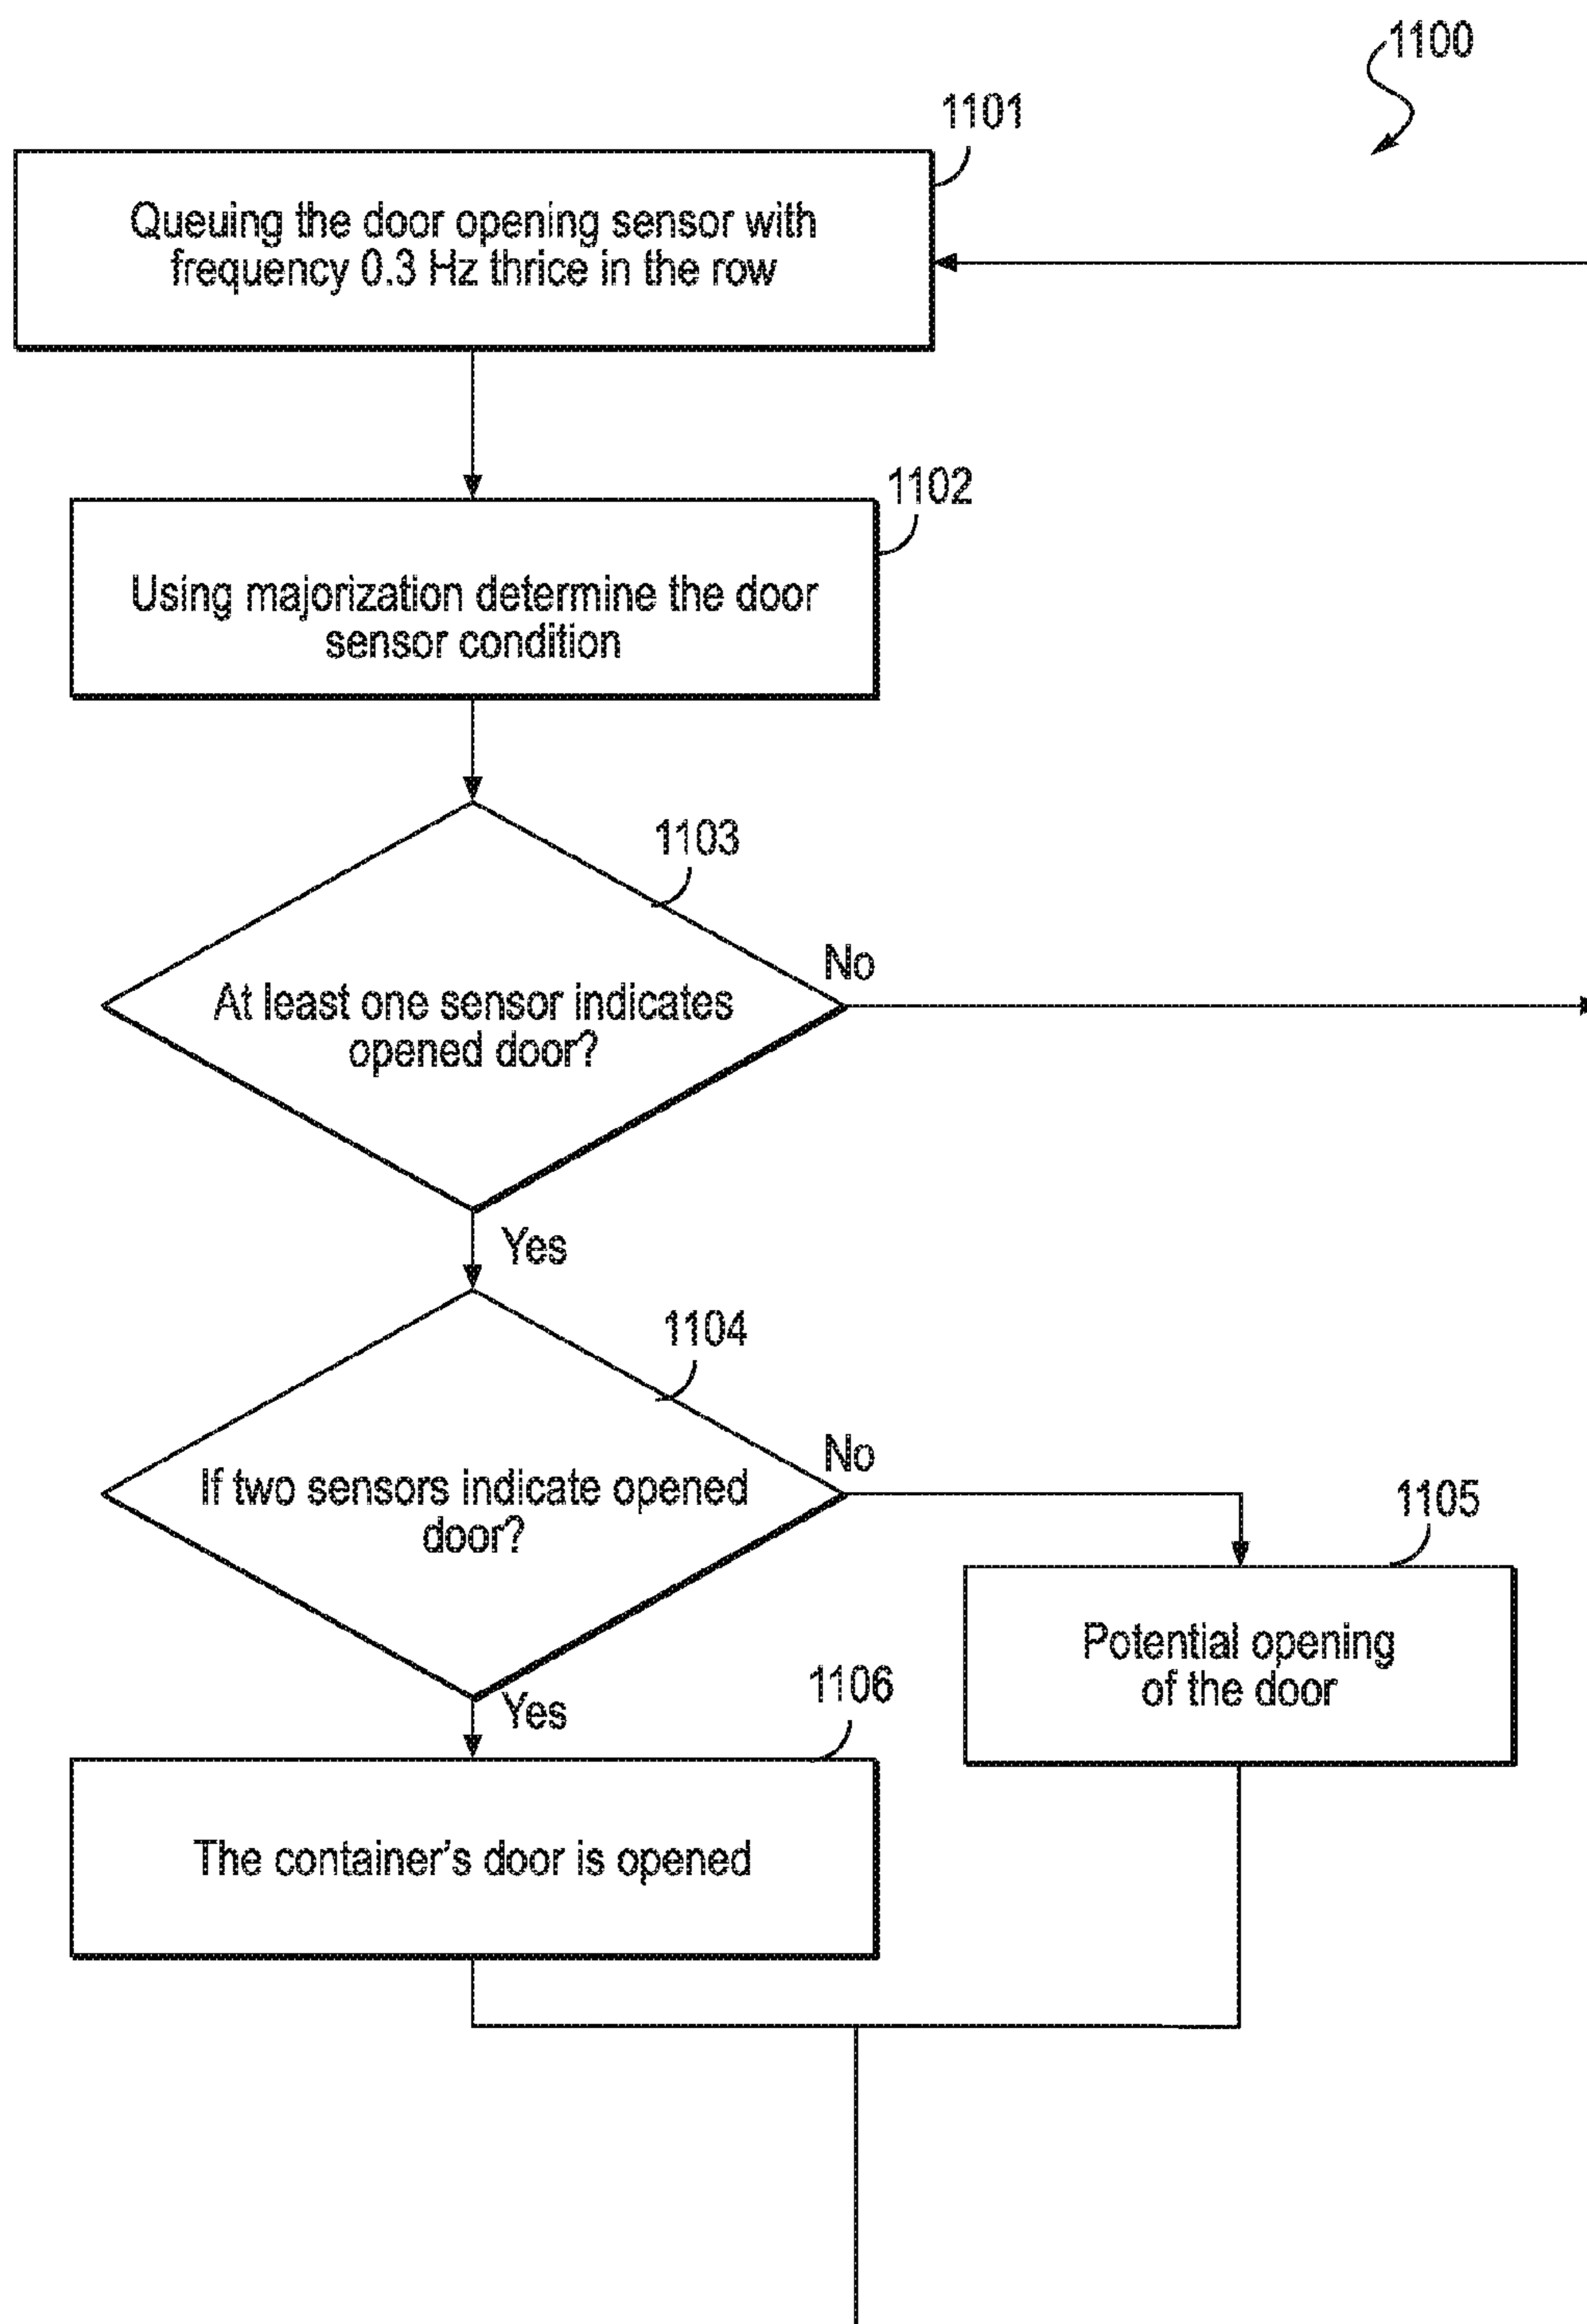 1100
1101
Queuing the door opening sensor with
frequency 0.3 Hz thrice in the row
1102
Using majorization determine the door
sensor condition
1103
No
At least one sensor indicates
opened door?
Yes
1104
No
If two sensors indicate opened
door?
1105
Potential opening
of the door
1106
Yes
The container's door is opened